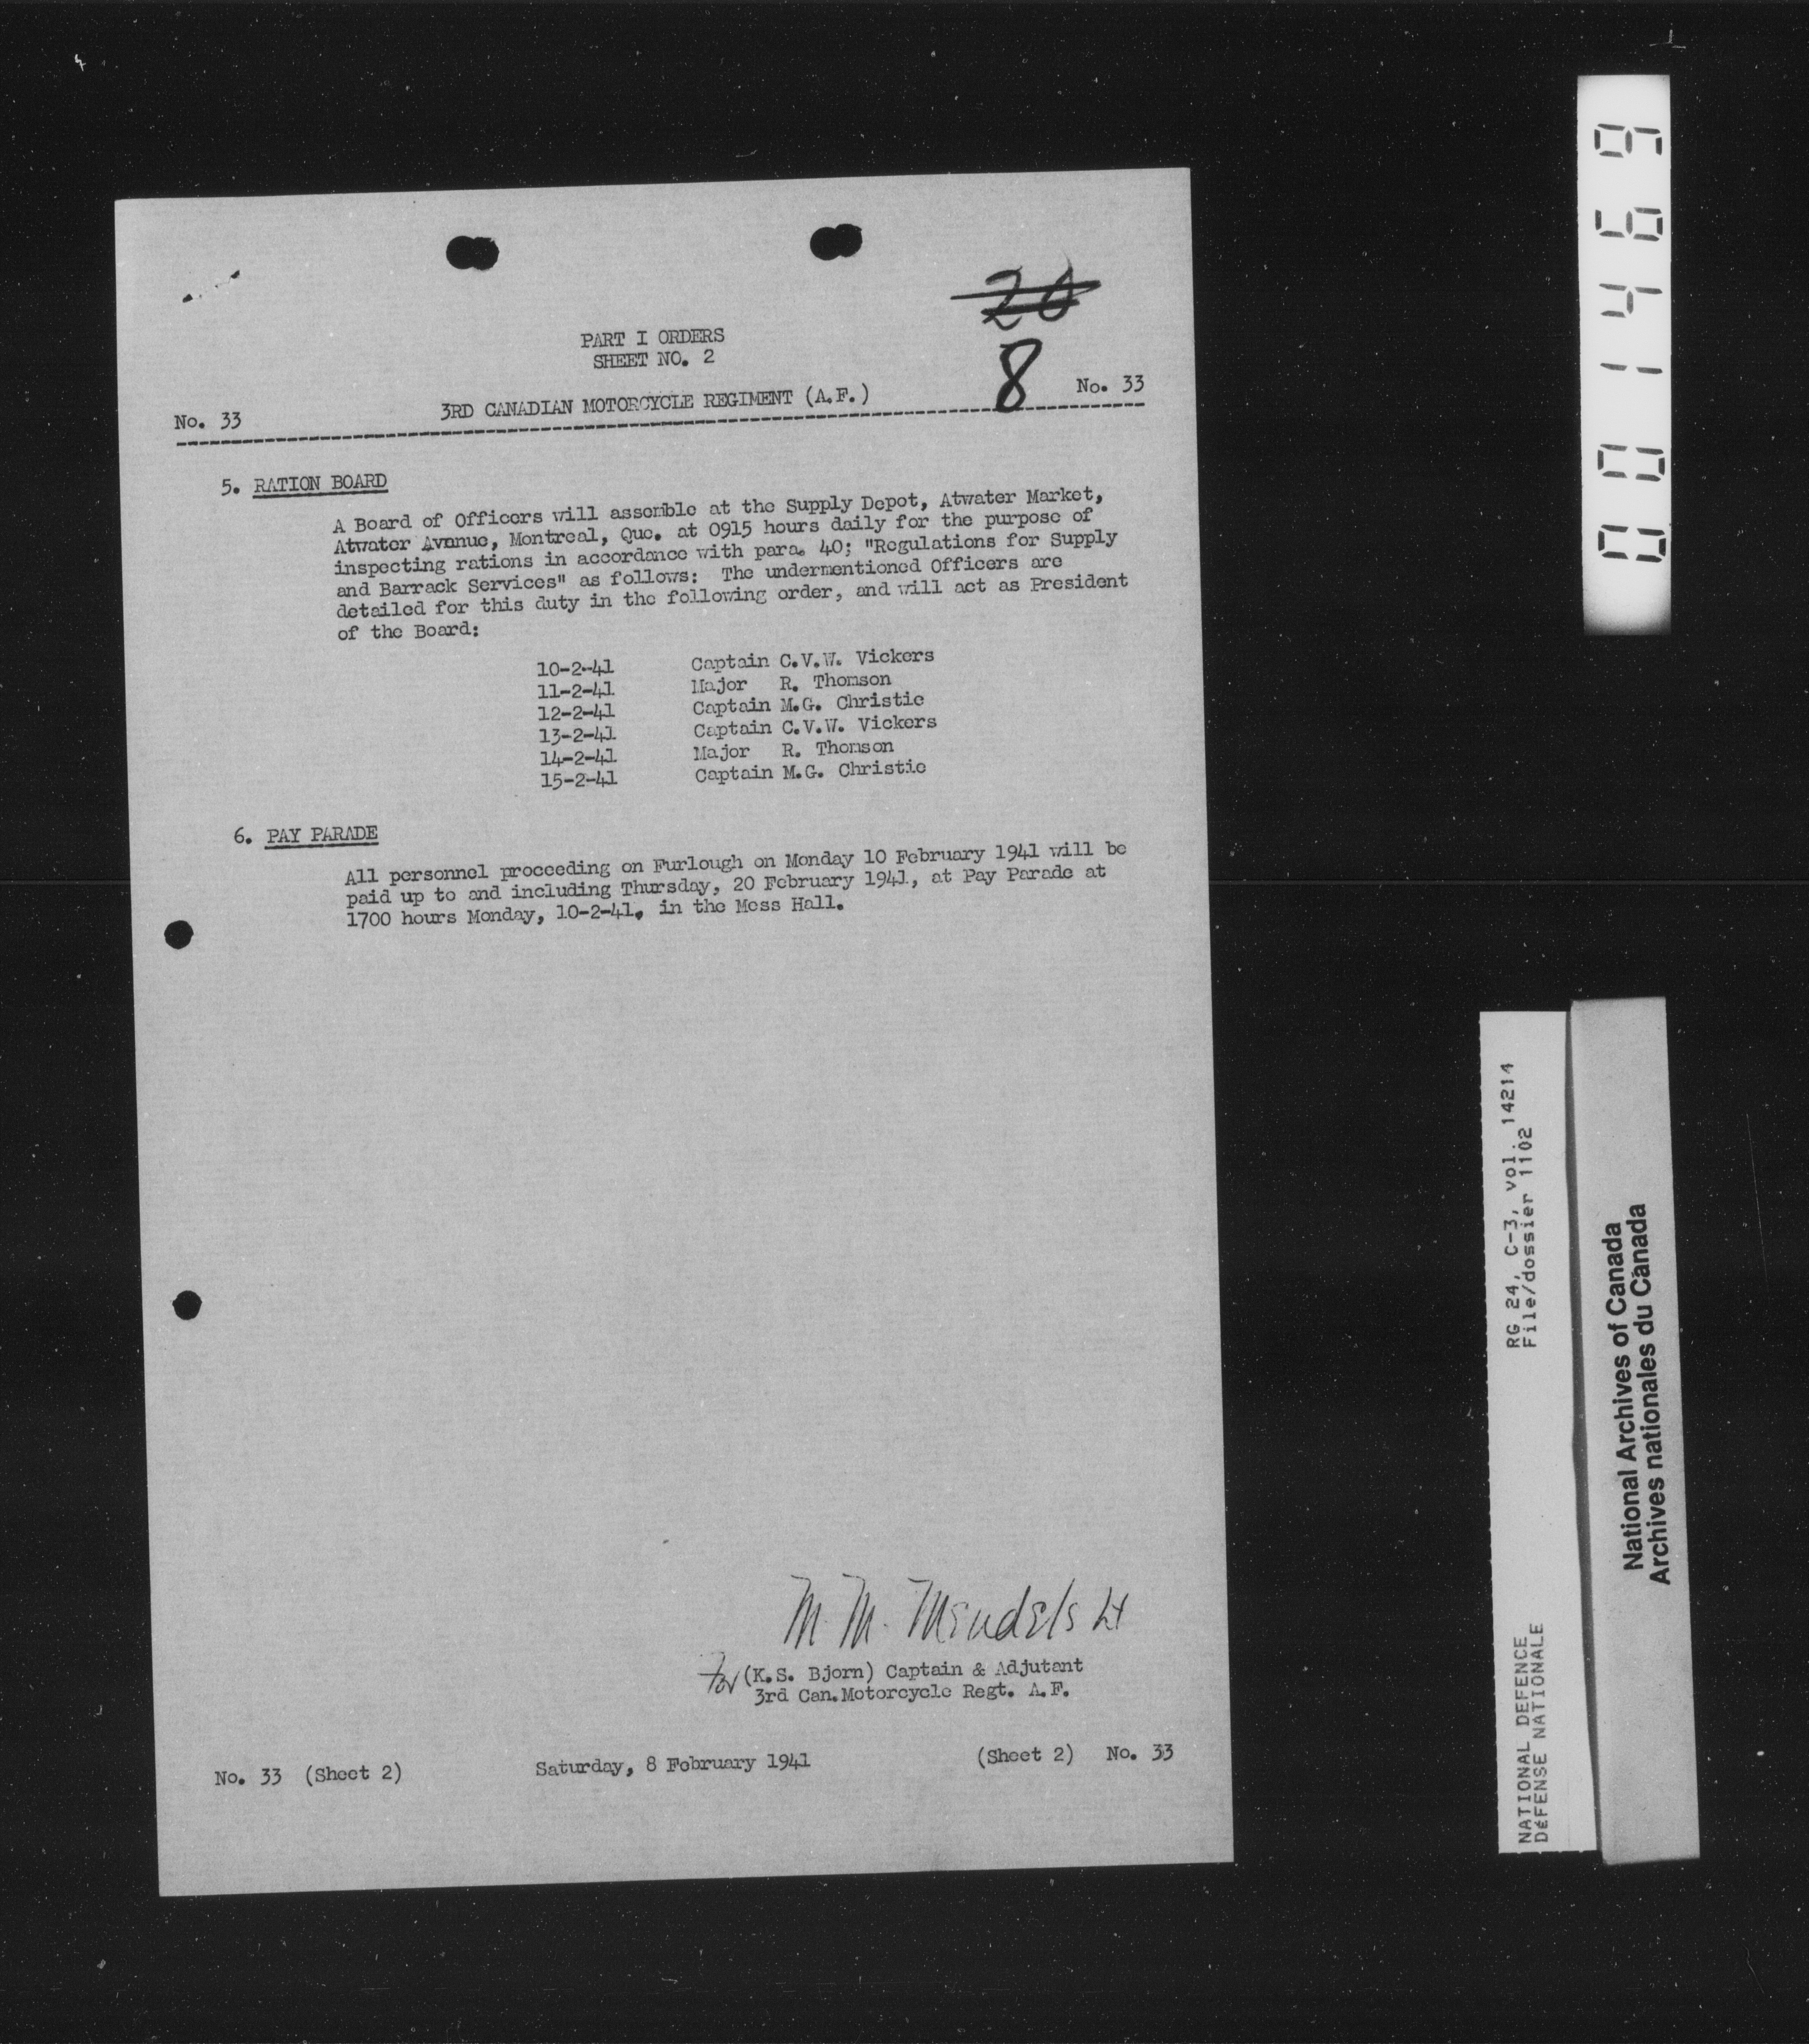 20
8
PART I ORDERS
SHEET NO. 2
3RD CANADIAN MOTORCYCLE REGIMENT (A.F.)
No. 33
No. 33
5. RATION BOARD
A Board of Officers will assemble at the Supply Depot, Atwater Market,
Atwater Avnnue, Montreal, Que. at 0915 hours daily for the purpose of
inspecting rations in accordance with para. 40; "Regulations for Supply
and Barrack Services" as follows: The undermentioned Officers are
detailed for this duty in the following order, and will act as President
of the Board:
10-2-41 Captain C.V.W. Vickers
11-2-41 Major R. Thomson
12-2-41 Captain M.G. Christie
13-2-41 Captain C.V.W. Vickers
14-2-41 Major R. Thomson
15-2-41 Captain M.G. Christie
6. PAY PARADE
All personnel proceeding on Furlough on Monday 10 February 1941 will be
paid up to and including Thursday, 20 February 1941, at Pay Parade at
1700 hours Monday, 10-2-41, in the Mess Hall.
M. M. Mendels Lt
for (K.S. Bjorn) Captain & Adjutant
3rd Can.Motorcycle Regt. A.F.
No. 33 (Sheet 2) Saturday, 8 February 1941 (Sheet 2) No. 33
001469
RG 24, C-3, vol. 14214
File/dossier 1102
NATIONAL DEFENCE
DéFENSE NATIONALE
National Archives of Canada
Archives nationales du Canada